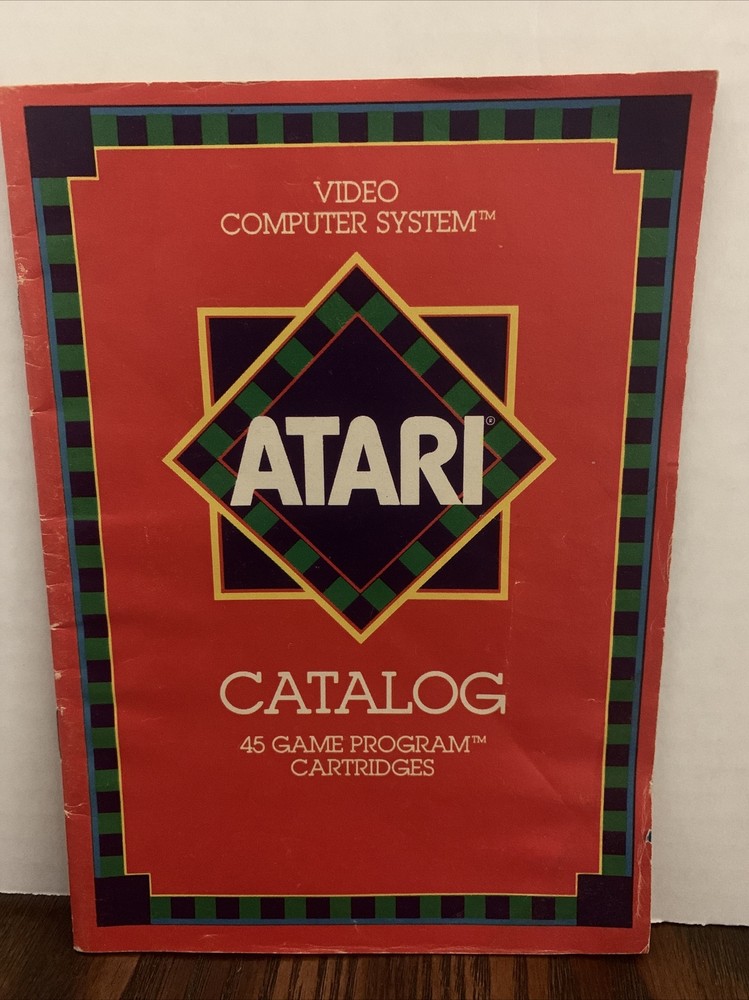 VIDEO
COMPUTER SYSTEM™
ATARI®
CATALOG
45 GAME PROGRAM™
CARTRIDGES